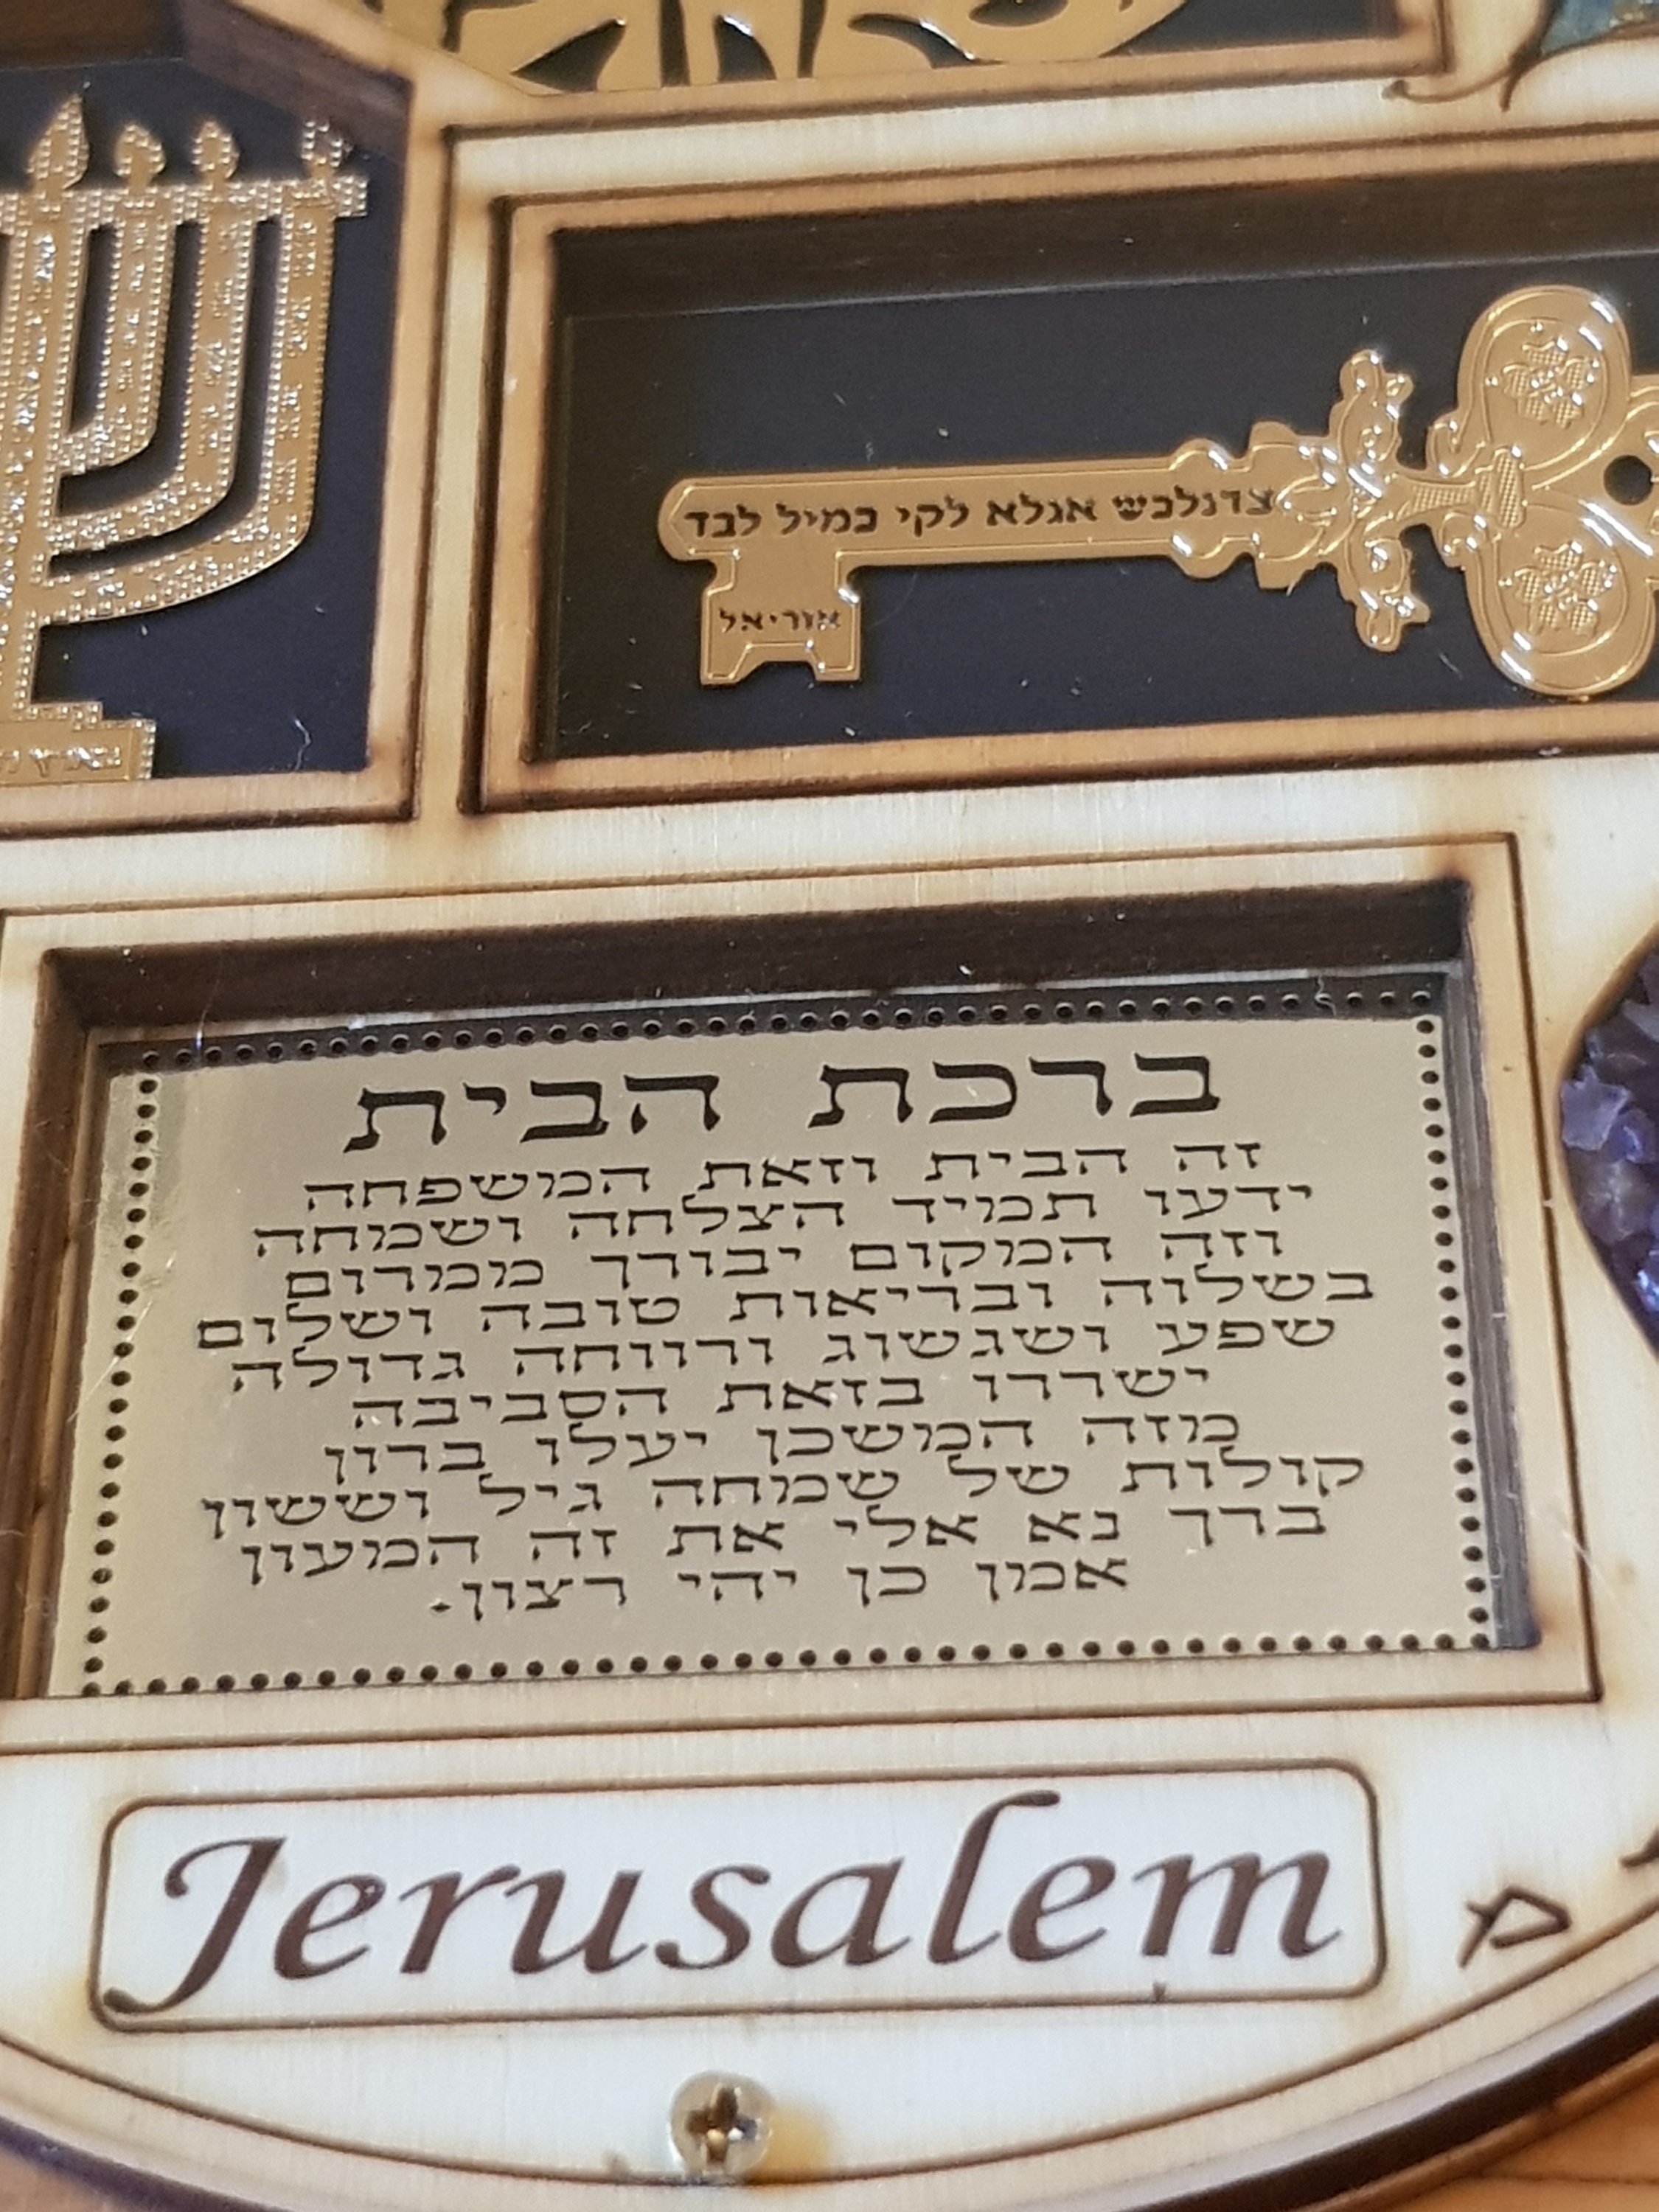 צדנלבש אגלא לקי כמיל לבד
אוריאל
ברכת הבית
זה הבית וזאת המשפחה
ידעו תמיד הצלחה ושמחה
וזה המקום יבורך ממרום
בשלוה ובריאות טובה ושלום
שפע ושגשוג ורווחה גדולה
ישררו בזאת הסביבה
מזה המשכן יעלו ברון
קולות של שמחה גיל וששון
ברך נא אלי את זה המעון
אמון כן יהי רצון.
Jerusalem